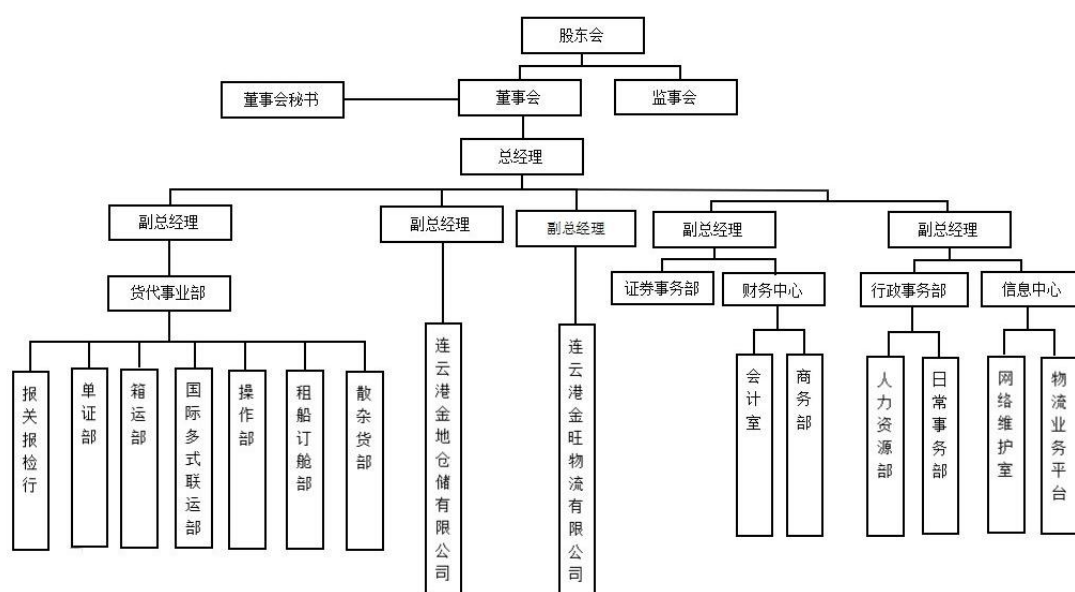 股东会
董事会秘书
董事会
监事会
总经理
副总经理
副总经理
副总经理
副总经理
副总经理
货代事业部
证券事务部
财务中心
行政事务部
信息中心
报关报检行
单证部
箱运部
国际多式联运部
操作部
租船订舱部
散杂货部
连云港金地仓储有限公司
连云港金旺物流有限公司
会计室
商务部
人力资源部
日常事务部
网络维护室
物流业务平台